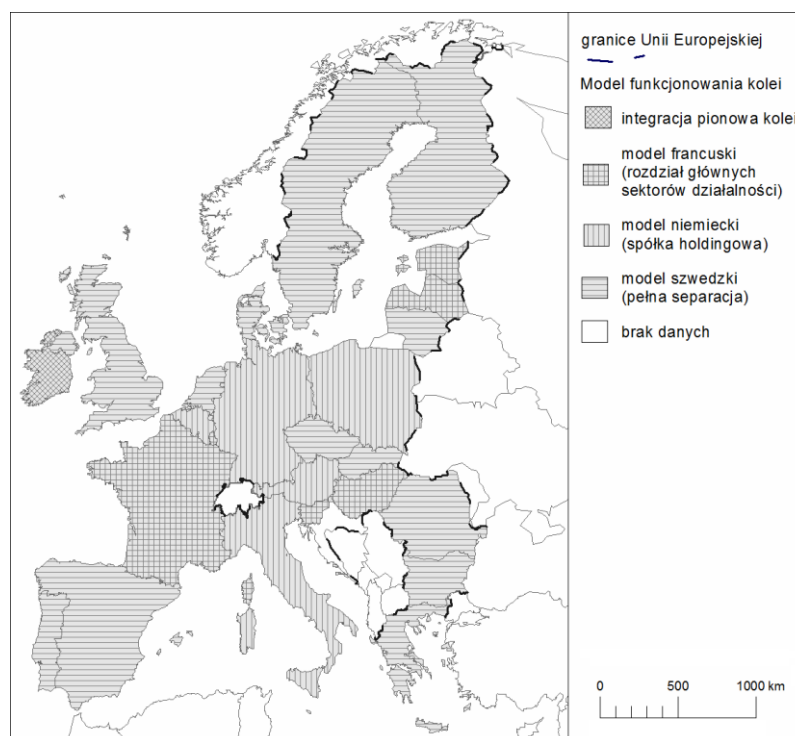 granice Unii Europejskiej
Model funkcjonowania kolei
integracja pionowa kolei
model francuski
(rozdział głównych
sektorów działalności)
model niemiecki
(spółka holdingowa)
model szwedzki
(pełna separacja)
brak danych
0 500 1000 km